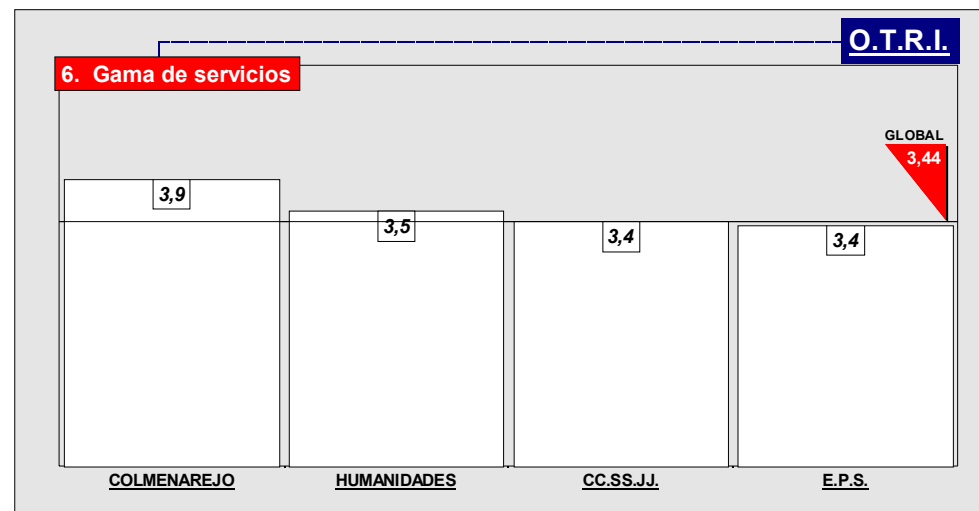 O.T.R.I.
6. Gama de servicios
GLOBAL
3,44
3,9
3,5
3,4
3,4
COLMENAREJO
HUMANIDADES
CC.SS.JJ.
E.P.S.